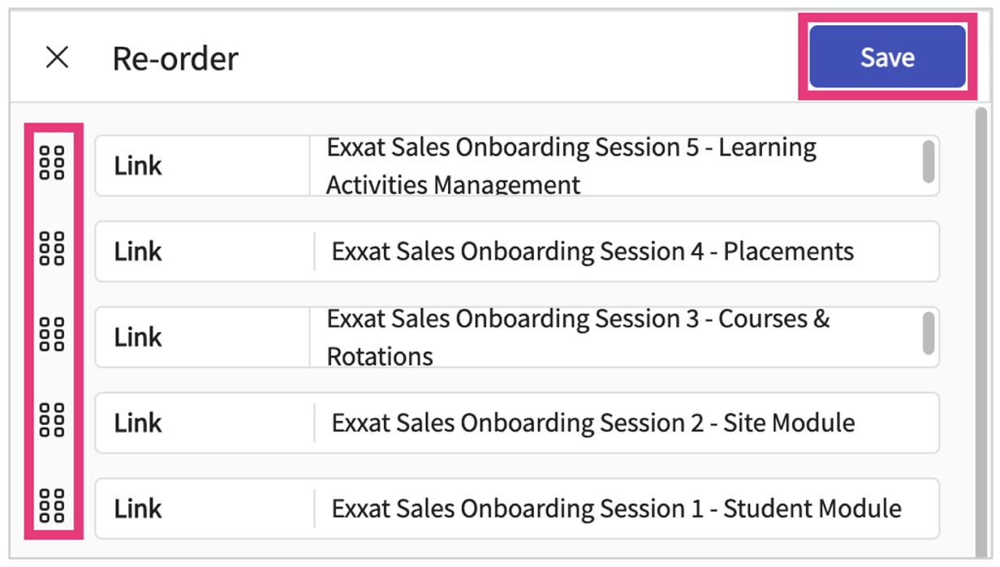 Re-order
Save
Link
Exxat Sales Onboarding Session 5 - Learning
Activities Management
Link
Exxat Sales Onboarding Session 4 - Placements
Link
Exxat Sales Onboarding Session 3 - Courses &
Rotations
Link
Exxat Sales Onboarding Session 2 - Site Module
Link
Exxat Sales Onboarding Session 1 - Student Module